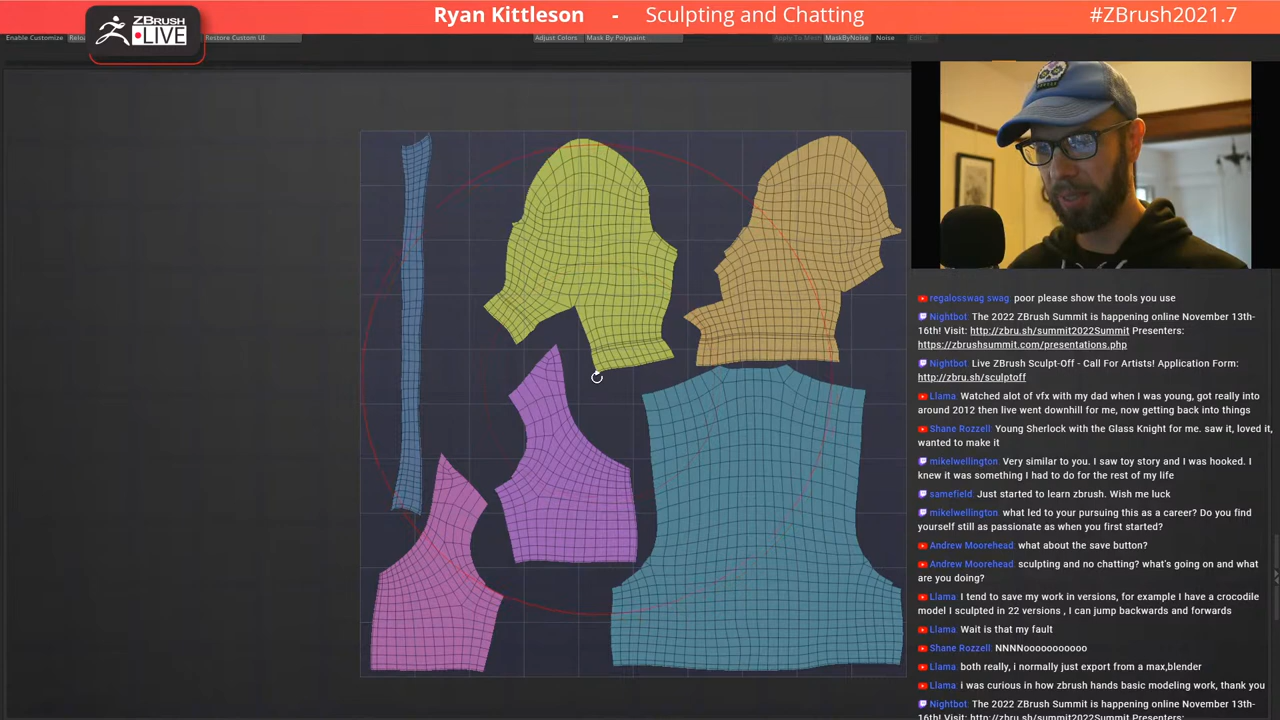 Ryan Kittleson - Sculpting and Chatting #ZBrush2021.7
ZBRUSH
LIVE
Enable Customize Restore Custom UI Adjust Colors Mask By Polypaint Apply To Mesh MaskByNoise Noise Edit
regalosswag swag: poor please show the tools you use
Nightbot: The 2022 ZBrush Summit is happening online November 13th-
16th! Visit: http://zbru.sh/summit2022Summit Presenters:
https://zbrushsummit.com/presentations.php
Nightbot: Live ZBrush Sculpt-Off - Call For Artists! Application Form:
http://zbru.sh/sculptoff
Llama: Watched alot of vfx with my dad when I was young, got really into
around 2012 then live went downhill for me, now getting back into things
Shane Rozzell: Young Sherlock with the Glass Knight for me. saw it, loved it,
wanted to make it
mikelwellington: Very similar to you. I saw toy story and I was hooked. I
knew it was something I had to do for the rest of my life
samefield: Just started to learn zbrush. Wish me luck
mikelwellington: what led to your pursuing this as a career? Do you find
yourself still as passionate as when you first started?
Andrew Moorehead: what about the save button?
Andrew Moorehead: sculpting and no chatting? what's going on and what
are you doing?
Llama: I tend to save my work in versions, for example I have a crocodile
model I sculpted in 22 versions , I can jump backwards and forwards
Llama: Wait is that my fault
Shane Rozzell: NNNNooooooooooo
Llama: both really, i normally just export from a max,blender
Llama: i was curious in how zbrush hands basic modeling work, thank you
Nightbot: The 2022 ZBrush Summit is happening online November 13th-
16th! Visit: http://zbru.sh/summit2022Summit Presenters: